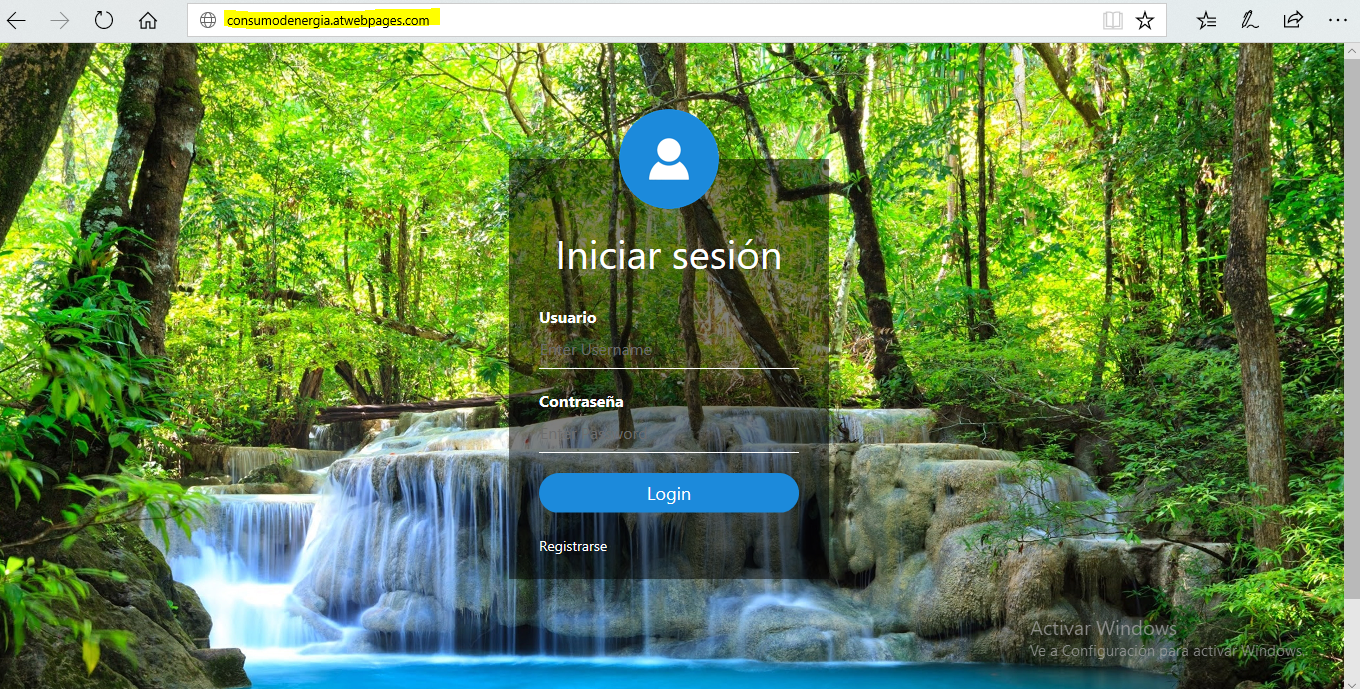 consumodenergia.atwebpages.com
Iniciar sesión
Usuario
Enter Username
Contraseña
Enter Password
Login
Registrarse
Activar Windows
Ve a Configuración para activar Windows.